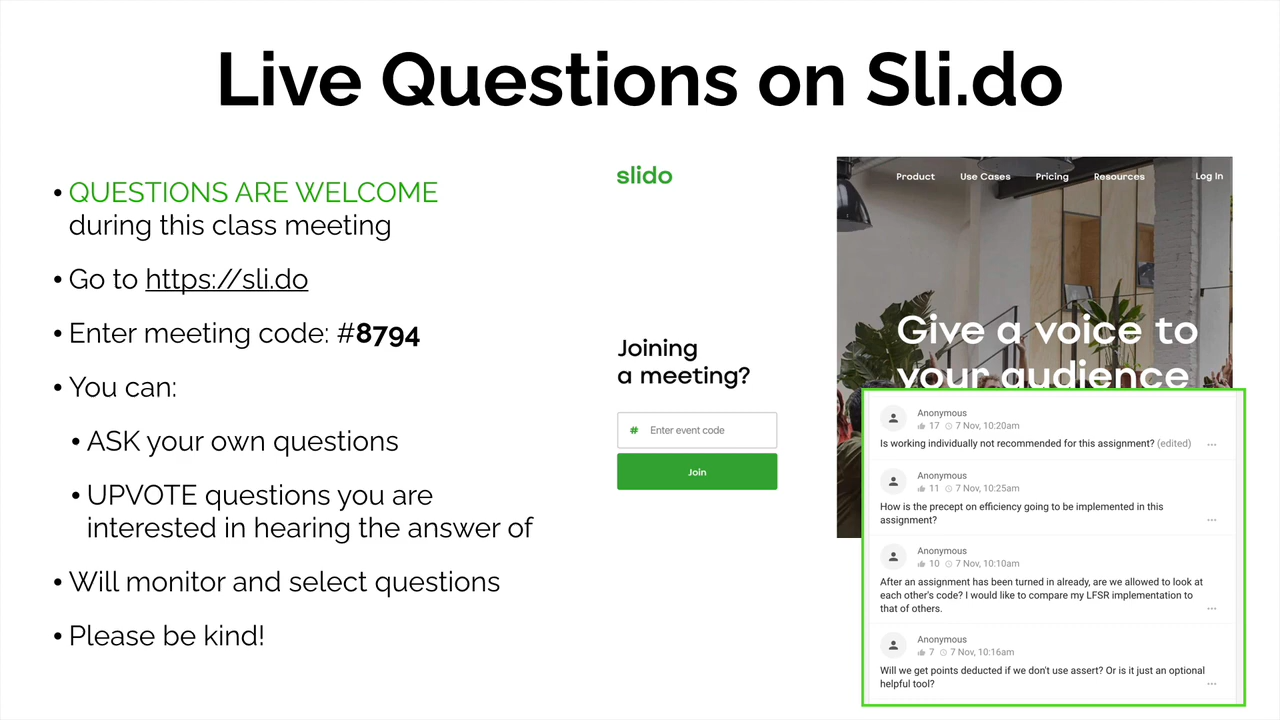 Live Questions on Sli.do
• QUESTIONS ARE WELCOME
during this class meeting
• Go to https://sli.do
• Enter meeting code: #8794
• You can:
• ASK your own questions
• UPVOTE questions you are
interested in hearing the answer of
• Will monitor and select questions
• Please be kind!
slido
Joining
a meeting?
# Enter event code
Join
Product Use Cases Pricing Resources Log In
Give a voice to
your audience
Anonymous
17 7 Nov, 10:20am
Is working individually not recommended for this assignment? (edited)
Anonymous
11 7 Nov, 10:25am
How is the precept on efficiency going to be implemented in this
assignment?
Anonymous
10 7 Nov, 10:10am
After an assignment has been turned in already, are we allowed to look at
each other's code? I would like to compare my LFSR implementation to
that of others.
Anonymous
7 7 Nov, 10:16am
Will we get points deducted if we don't use assert? Or is it just an optional
helpful tool?